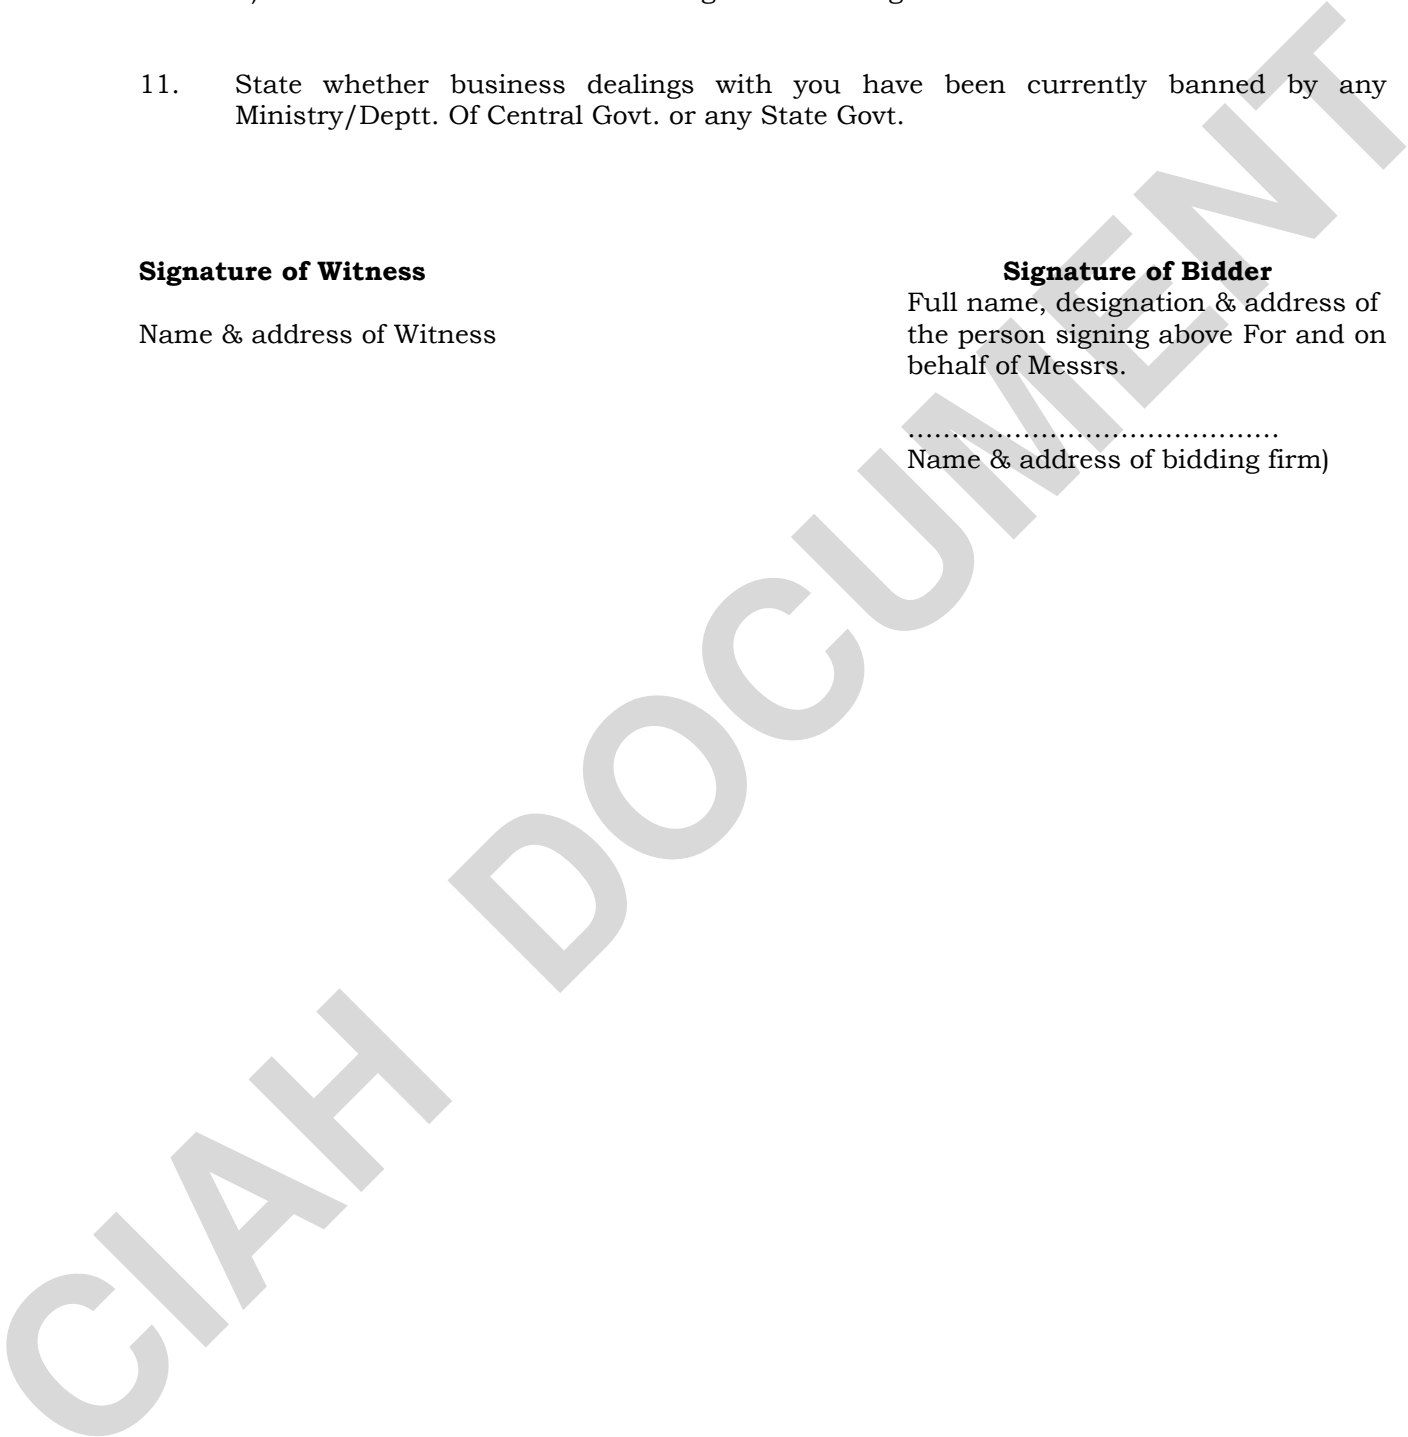 11. State whether business dealings with you have been currently banned by any
Ministry/Deptt. Of Central Govt. or any State Govt.
Signature of Witness
Name & address of Witness
Signature of Bidder
Full name, designation & address of
the person signing above For and on
behalf of Messrs.
…………………………………….
Name & address of bidding firm)
CIAH DOCUMENT